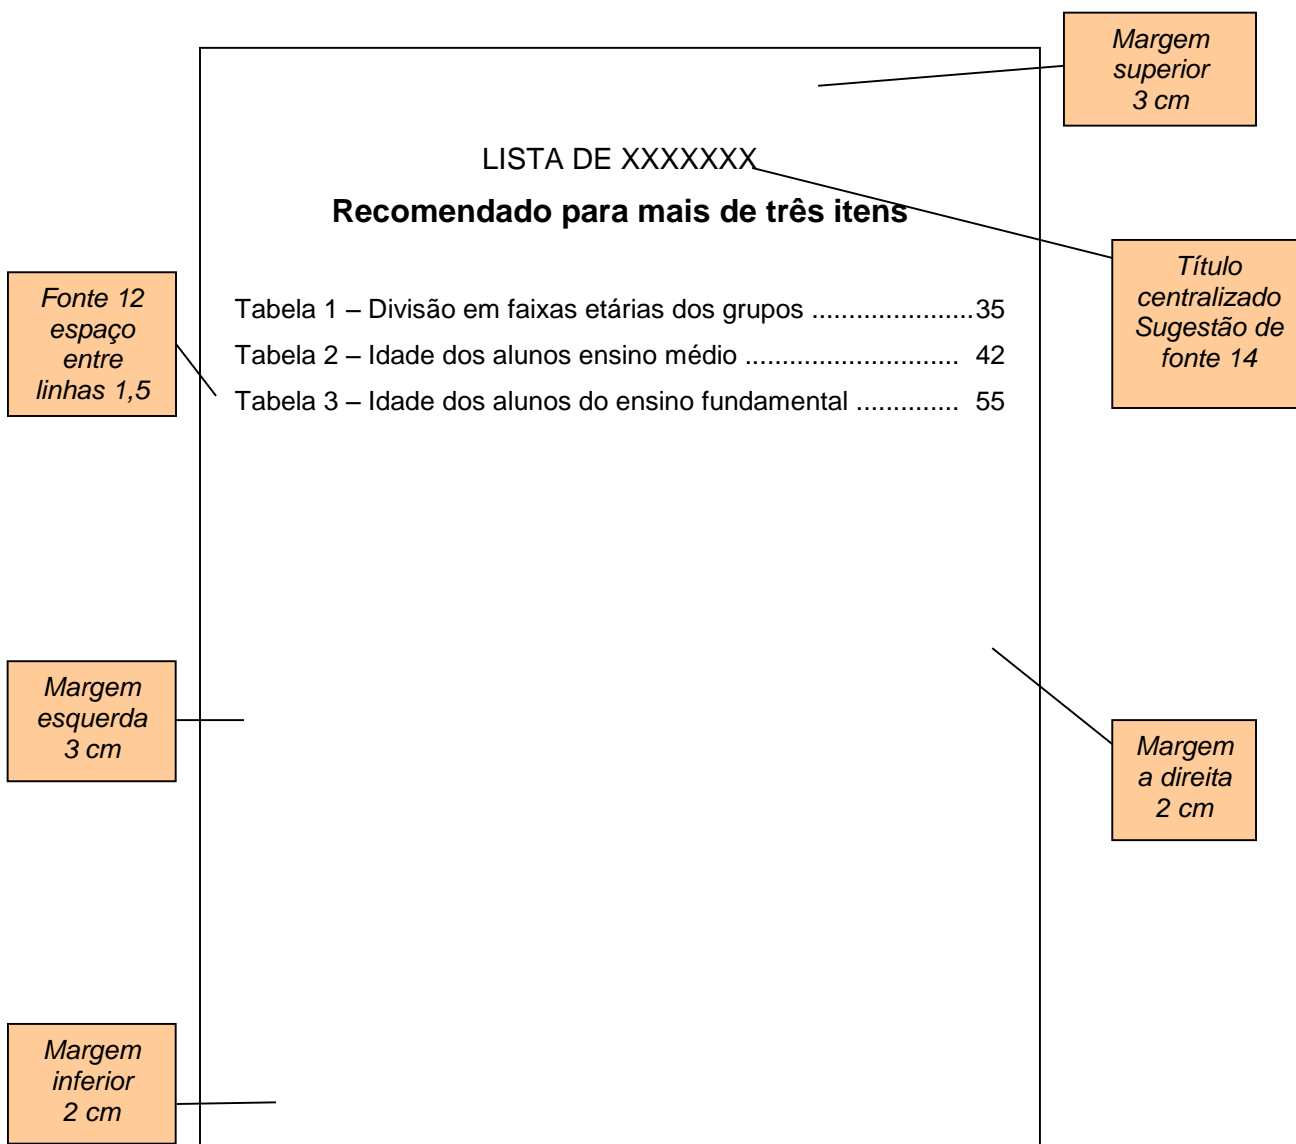 Margem
superior
3 cm
LISTA DE XXXXXXX
Recomendado para mais de três itens
Título
centralizado
Sugestão de
fonte 14
Fonte 12
espaço
entre
linhas 1,5
Tabela 1 – Divisão em faixas etárias dos grupos ......................35
Tabela 2 – Idade dos alunos ensino médio ............................. 42
Tabela 3 – Idade dos alunos do ensino fundamental .............. 55
Margem
esquerda
3 cm
Margem
a direita
2 cm
Margem
inferior
2 cm